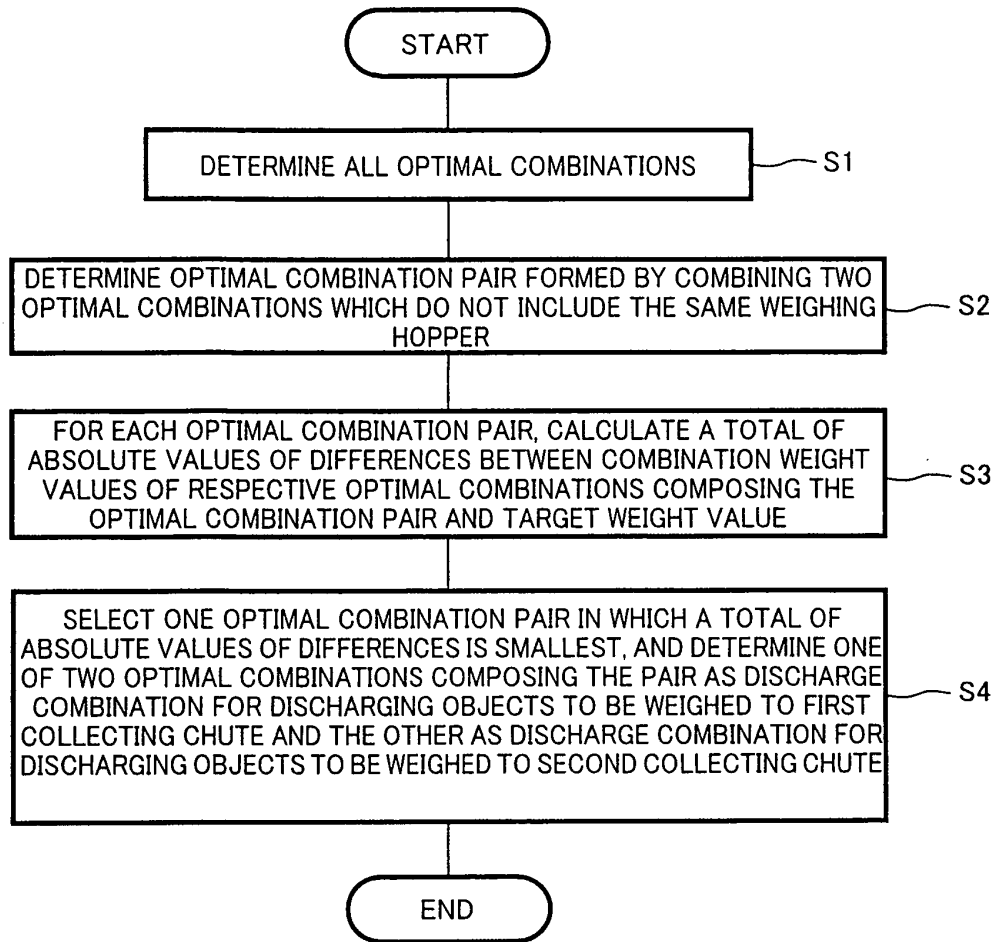 START
DETERMINE ALL OPTIMAL COMBINATIONS
S1
DETERMINE OPTIMAL COMBINATION PAIR FORMED BY COMBINING TWO
OPTIMAL COMBINATIONS WHICH DO NOT INCLUDE THE SAME WEIGHING
HOPPER
S2
FOR EACH OPTIMAL COMBINATION PAIR, CALCULATE A TOTAL OF
ABSOLUTE VALUES OF DIFFERENCES BETWEEN COMBINATION WEIGHT
VALUES OF RESPECTIVE OPTIMAL COMBINATIONS COMPOSING THE
OPTIMAL COMBINATION PAIR AND TARGET WEIGHT VALUE
S3
SELECT ONE OPTIMAL COMBINATION PAIR IN WHICH A TOTAL OF
ABSOLUTE VALUES OF DIFFERENCES IS SMALLEST, AND DETERMINE ONE
OF TWO OPTIMAL COMBINATIONS COMPOSING THE PAIR AS DISCHARGE
COMBINATION FOR DISCHARGING OBJECTS TO BE WEIGHED TO FIRST
COLLECTING CHUTE AND THE OTHER AS DISCHARGE COMBINATION FOR
DISCHARGING OBJECTS TO BE WEIGHED TO SECOND COLLECTING CHUTE
S4
END